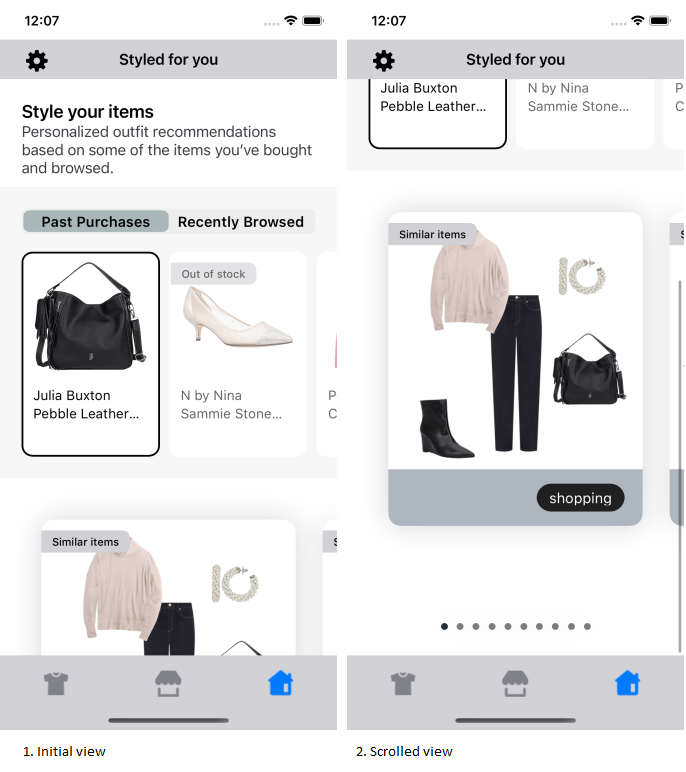 12:07
Styled for you
Style your items
Personalized outfit recommendations
based on some of the items you've bought
and browsed.
Past Purchases
Recently Browsed
Out of stock
Julia Buxton
Pebble Leather...
N by Nina
Sammie Stone...
P
C
Similar items
S
1. Initial view
12:07
Styled for you
Julia Buxton
Pebble Leather...
N by Nina
Sammie Stone...
P
C
Similar items
S
shopping
2. Scrolled view